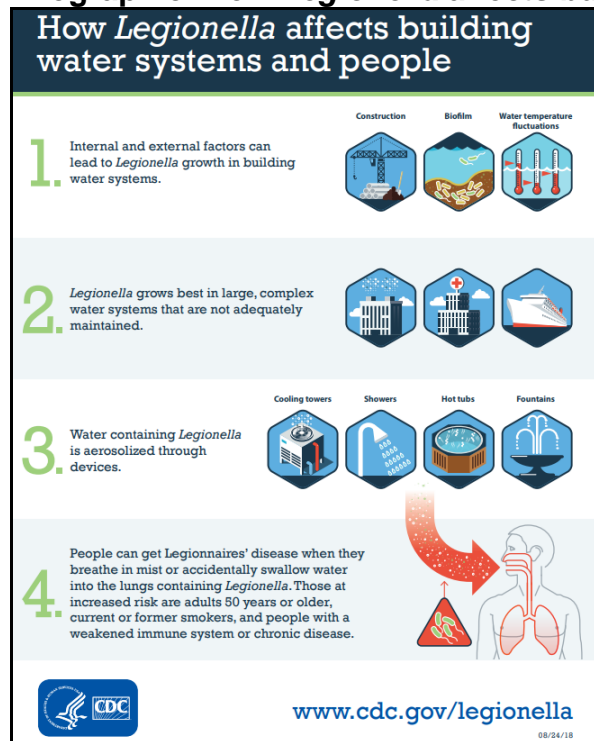 How Legionella affects building
water systems and people
1.
Internal and external factors can
lead to Legionella growth in building
water systems.
Construction
Biofilm
Water temperature
fluctuations
2.
Legionella grows best in large, complex
water systems that are not adequately
maintained.
3.
Water containing Legionella
is aerosolized through
devices.
Cooling towers
Showers
Hot tubs
Fountains
4.
People can get Legionnaires' disease when they
breathe in mist or accidentally swallow water
into the lungs containing Legionella. Those at
increased risk are adults 50 years or older,
current or former smokers, and people with a
weakened immune system or chronic disease.
CDC
www.cdc.gov/legionella
08/24/18